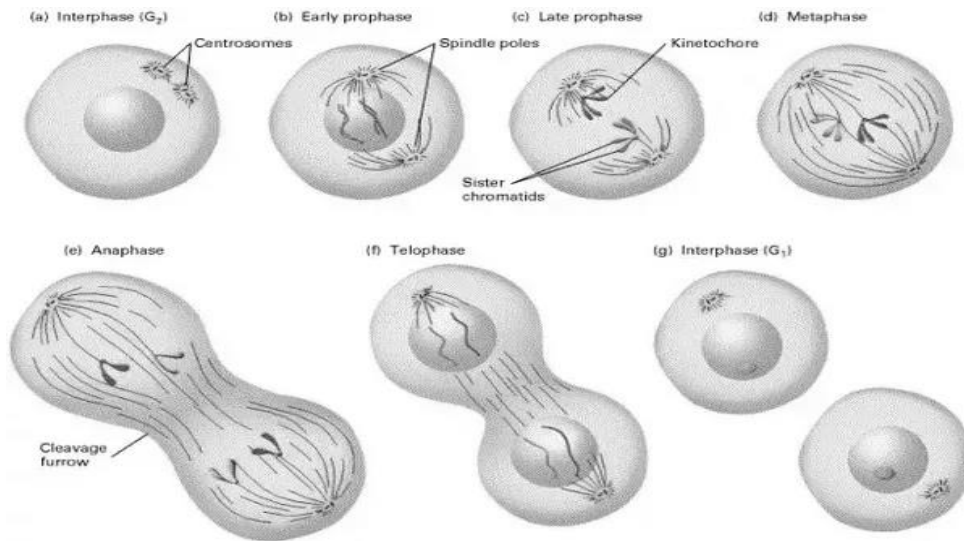 (a) Interphase (G₂)
(b) Early prophase
(c) Late prophase
(d) Metaphase
Centrosomes
Spindle poles
Kinetochore
Sister
chromatids
(e) Anaphase
(f) Telophase
(g) Interphase (G₁)
Cleavage
furrow